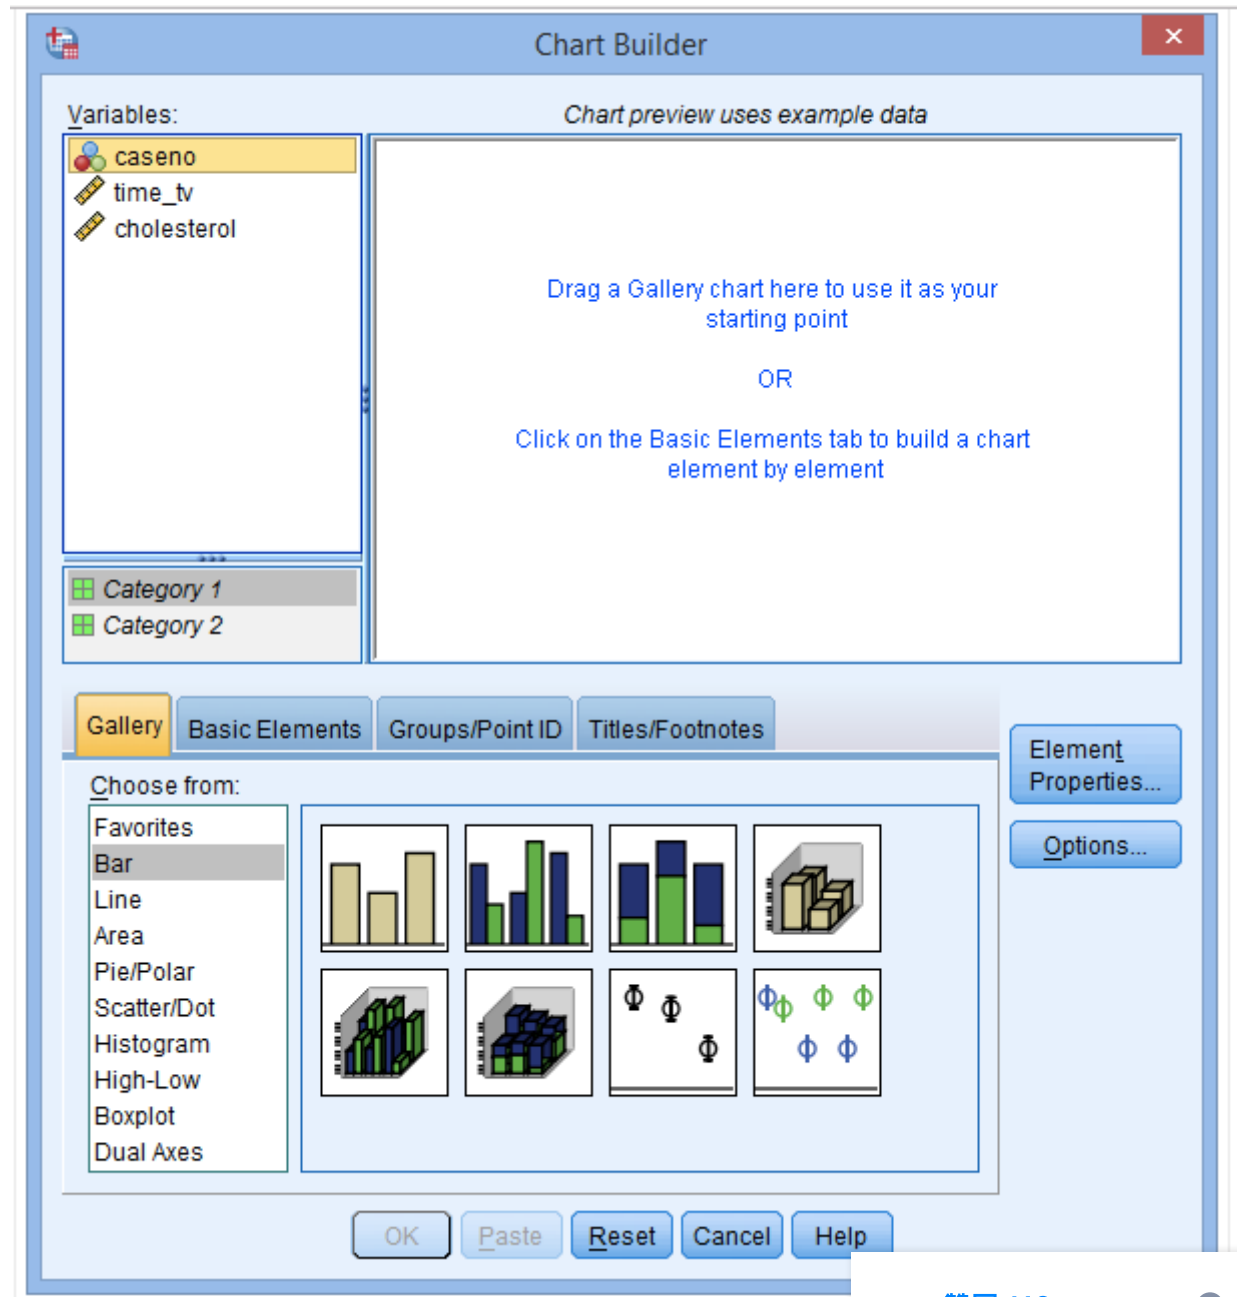 Chart Builder
Variables:
Chart preview uses example data
caseno
time_tv
cholesterol
Drag a Gallery chart here to use it as your
starting point
OR
Click on the Basic Elements tab to build a chart
element by element
Category 1
Category 2
Gallery
Basic Elements
Groups/Point ID
Titles/Footnotes
Element
Properties...
Options...
Choose from:
Favorites
Bar
Line
Area
Pie/Polar
Scatter/Dot
Histogram
High-Low
Boxplot
Dual Axes
OK
Paste
Reset
Cancel
Help